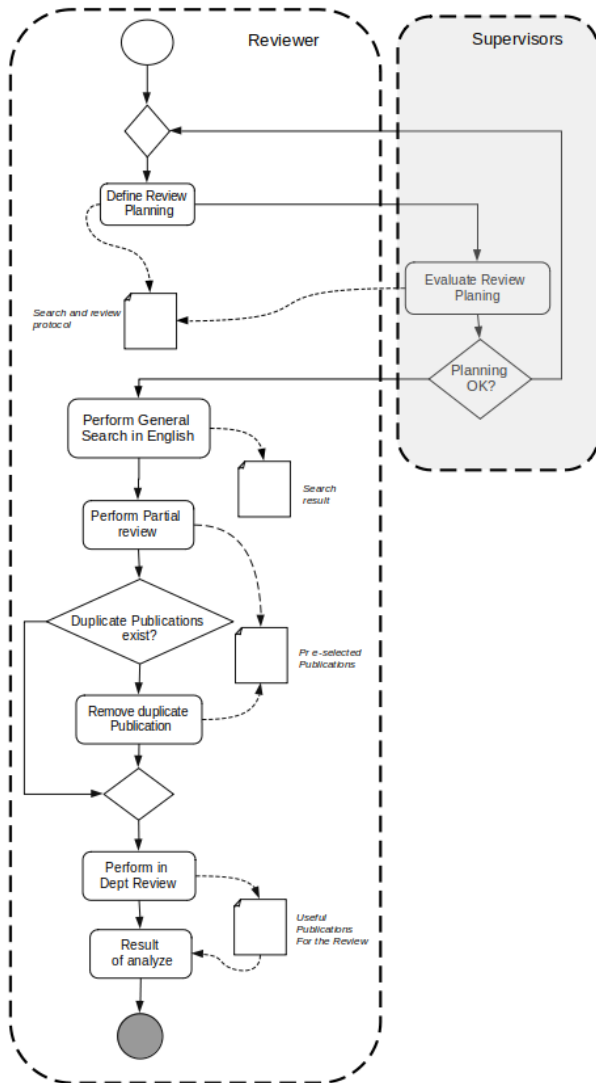 Reviewer
Supervisors
Define Review
Planning
Evaluate Review
Planing
Search and review
protocol
Planning
OK?
Perform General
Search in English
Search
result
Perform Partial
review
Duplicate Publications
exist?
Pr e-selected
Publications
Remove duplicate
Publication
Perform in
Dept Review
Useful
Publications
For the Review
Result
of analyze